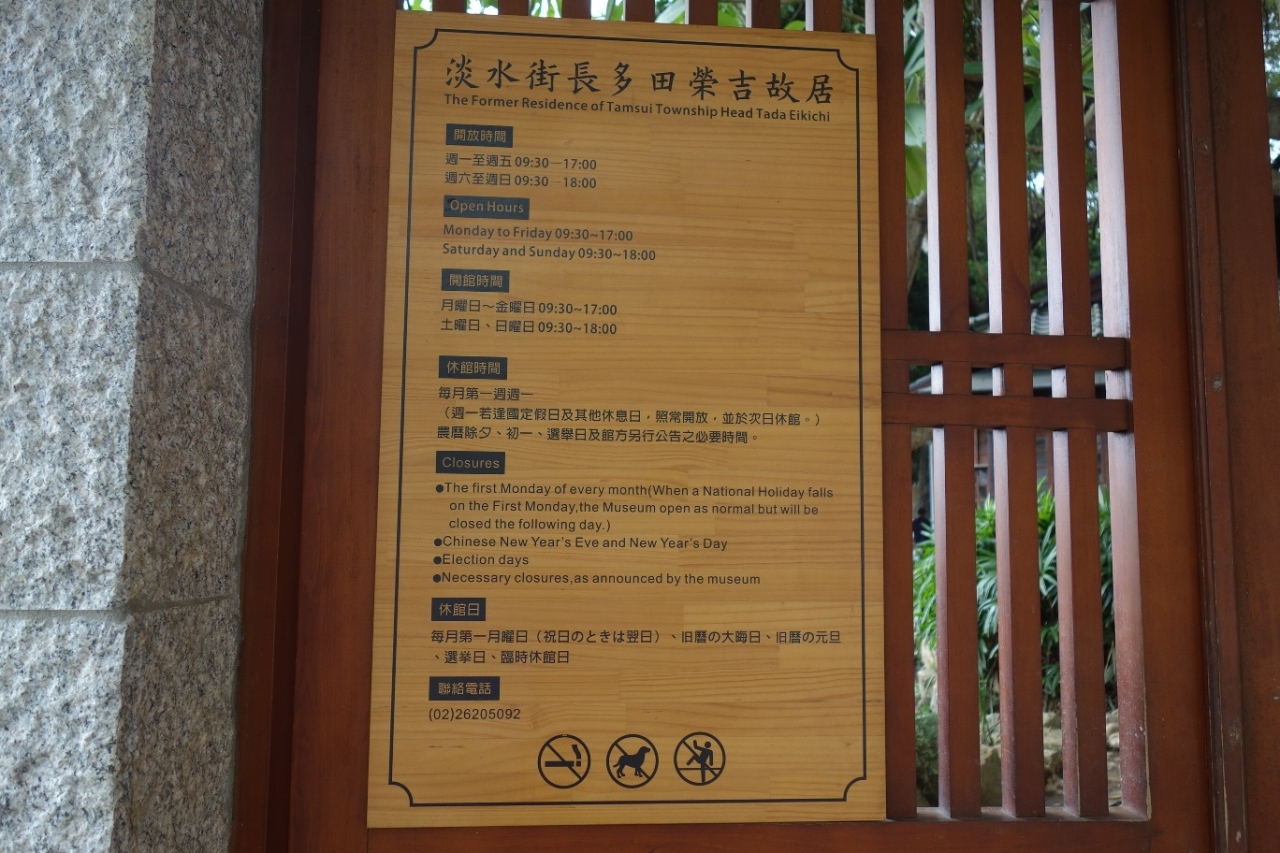 淡水街長多田榮吉故居
The Former Residence of Tamsui Township Head Tada Eikichi
開放時間
週一至週五 09:30—17:00
週六至週日 09:30—18:00
Open Hours
Monday to Friday 09:30~17:00
Saturday and Sunday 09:30~18:00
開館時間
月曜日～金曜日 09:30~17:00
土曜日、日曜日 09:30~18:00
休館時間
每月第一週週一
（週一若逢國定假日及其他休息日，照常開放，並於次日休館。）
農曆除夕、初一、選舉日及館方另行公告之必要時間。
Closures
●The first Monday of every month(When a National Holiday falls
on the First Monday,the Museum open as normal but will be
closed the following day.)
●Chinese New Year's Eve and New Year's Day
●Election days
●Necessary closures,as announced by the museum
休館日
毎月第一月曜日（祝日のときは翌日）、旧暦の大晦日、旧暦の元旦
、選挙日、臨時休館日
聯絡電話
(02)26205092